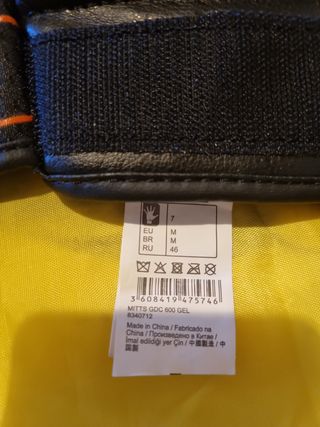 7
EU M
BR M
RU 46
3 608419 475746
MITTS GDC 600 GEL
8340712
Made in China / Fabricado na
China / Произведено в Китае /
İmal edildiği yer Çin / 中國製造 / 中
国制